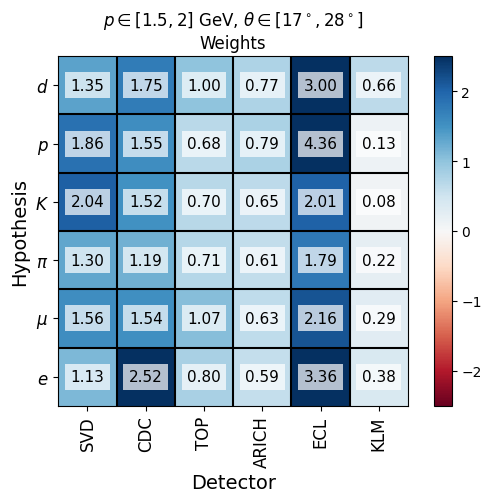 p ∈ [1.5, 2] GeV, θ ∈ [17°, 28°]
Weights
Hypothesis
d 1.35 1.75 1.00 0.77 3.00 0.66
p 1.86 1.55 0.68 0.79 4.36 0.13
K 2.04 1.52 0.70 0.65 2.01 0.08
π 1.30 1.19 0.71 0.61 1.79 0.22
μ 1.56 1.54 1.07 0.63 2.16 0.29
e 1.13 2.52 0.80 0.59 3.36 0.38
SVD CDC TOP ARICH ECL KLM
Detector
2
1
0
−1
−2